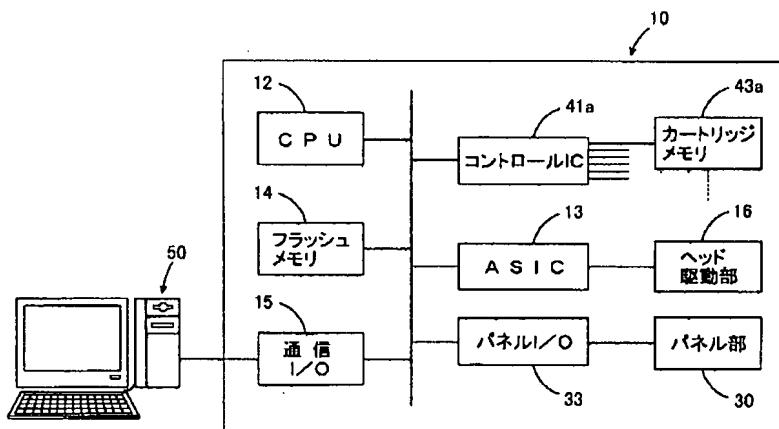 10
12
CPU
41a
コントロールIC
43a
カートリッジ
メモリ
14
フラッシュ
メモリ
13
ASIC
16
ヘッド
駆動部
50
15
通信
I/O
パネルI/O
33
パネル部
30